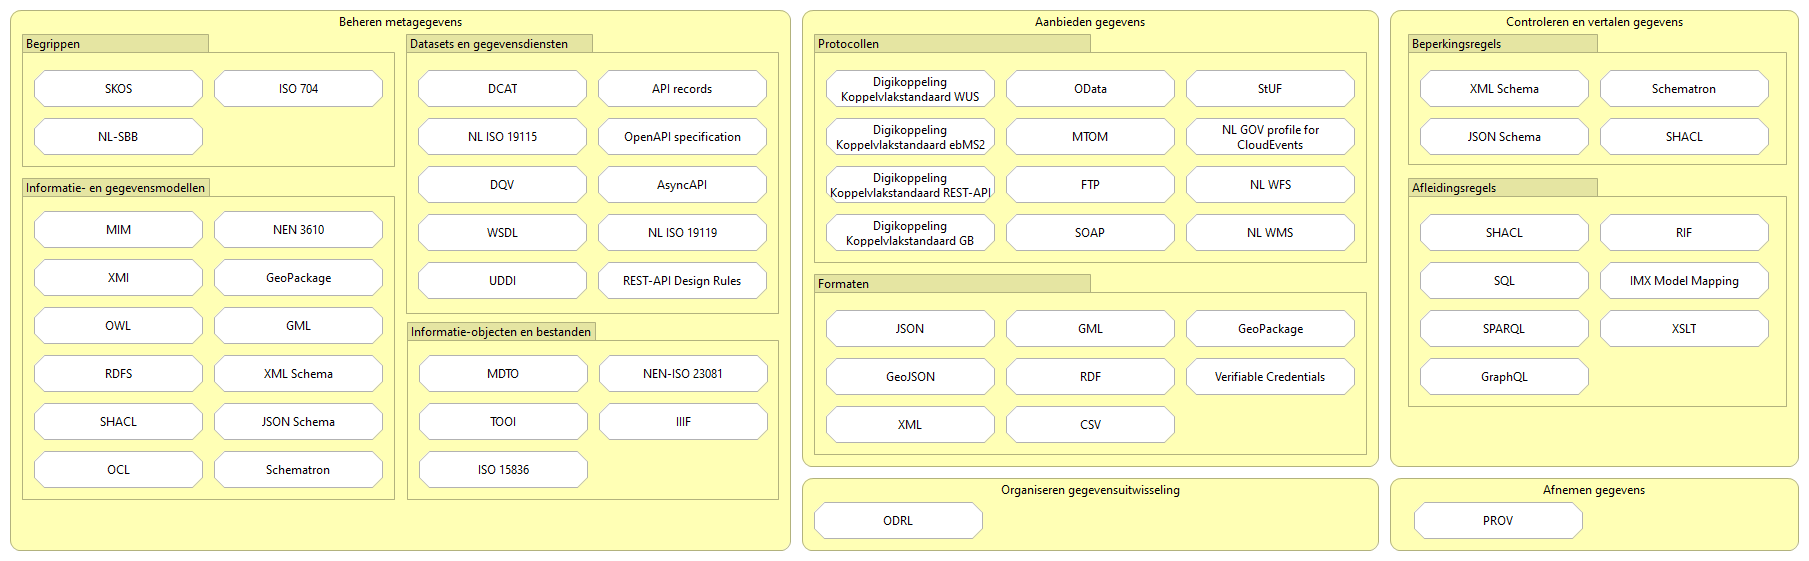 Beheren metagegevens
Begrippen
SKOS
ISO 704
NL-SBB
Informatie- en gegevensmodellen
MIM
NEN 3610
XMI
GeoPackage
OWL
GML
RDFS
XML Schema
SHACL
JSON Schema
OCL
Schematron
Datasets en gegevensdiensten
DCAT
API records
NL ISO 19115
OpenAPI specification
DQV
AsyncAPI
WSDL
NL ISO 19119
UDDI
REST-API Design Rules
Informatie-objecten en bestanden
MDTO
NEN-ISO 23081
TOOI
IIIF
ISO 15836
Aanbieden gegevens
Protocollen
Digikoppeling
Koppelvlakstandaard WUS
OData
StUF
Digikoppeling
Koppelvlakstandaard ebMS2
MTOM
NL GOV profile for
CloudEvents
Digikoppeling
Koppelvlakstandaard REST-API
FTP
NL WFS
Digikoppeling
Koppelvlakstandaard GB
SOAP
NL WMS
Formaten
JSON
GML
GeoPackage
GeoJSON
RDF
Verifiable Credentials
XML
CSV
Organiseren gegevensuitwisseling
ODRL
Controleren en vertalen gegevens
Beperkingsregels
XML Schema
Schematron
JSON Schema
SHACL
Afleidingsregels
SHACL
RIF
SQL
IMX Model Mapping
SPARQL
XSLT
GraphQL
Afnemen gegevens
PROV